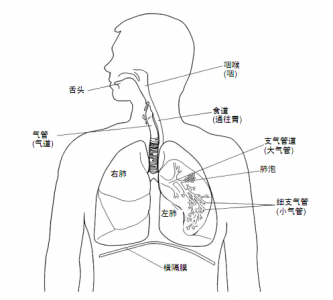 咽喉
(咽)
舌头
食道
(通往胃)
气管
(气道)
支气管道
(大气管)
肺泡
右肺
细支气管
(小气管)
左肺
横隔膜